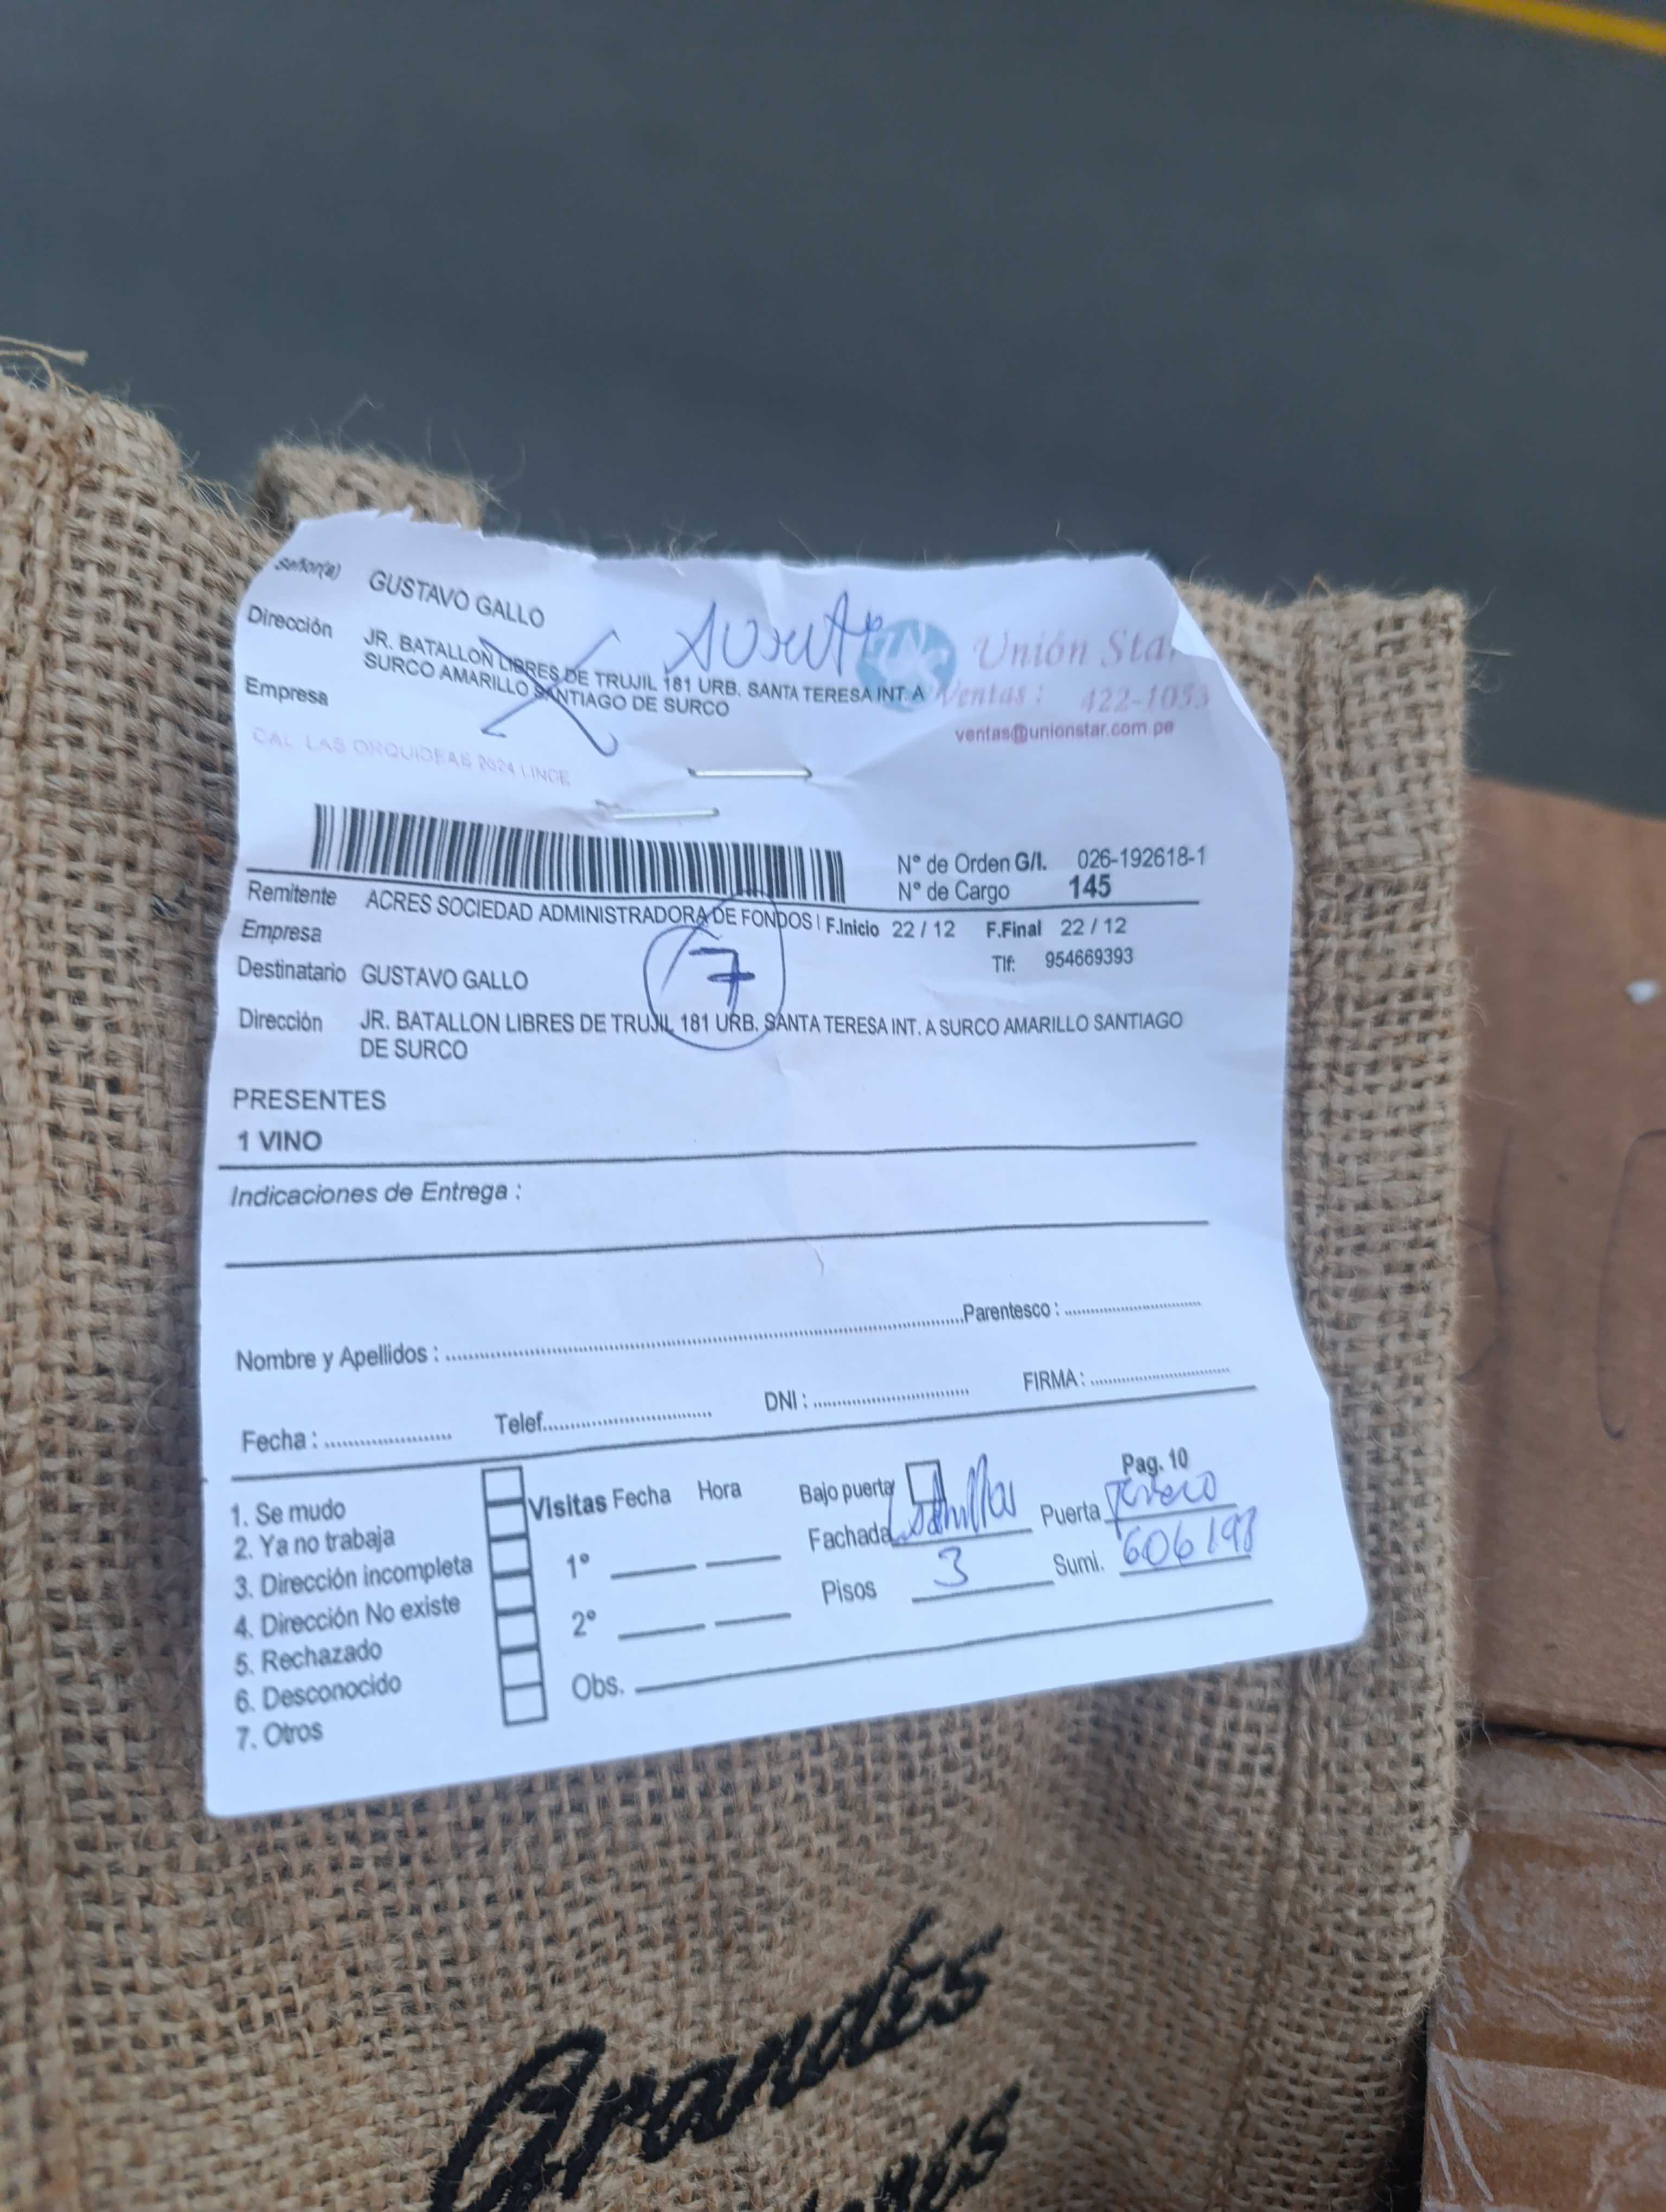 Señor(a) GUSTAVO GALLO
Dirección JR. BATALLON LIBRES DE TRUJIL 181 URB. SANTA TERESA INT. A
SURCO AMARILLO SANTIAGO DE SURCO
Empresa
Unión Star
Ventas : 422-1053
ventas@unionstar.com.pe
CAL. LAS ORQUIDEAS 2624 LINCE
N° de Orden G/I. 026-192618-1
N° de Cargo 145
Remitente ACRES SOCIEDAD ADMINISTRADORA DE FONDOS I F.Inicio 22 / 12 F.Final 22 / 12
Empresa
7
Tlf: 954669393
Destinatario GUSTAVO GALLO
Dirección JR. BATALLON LIBRES DE TRUJIL 181 URB. SANTA TERESA INT. A SURCO AMARILLO SANTIAGO
DE SURCO
PRESENTES
1 VINO
Indicaciones de Entrega :
Nombre y Apellidos : Parentesco :
Fecha : Telef. DNI : FIRMA :
Pag. 10
1. Se mudo
2. Ya no trabaja
3. Dirección incompleta
4. Dirección No existe
5. Rechazado
6. Desconocido
7. Otros
Visitas Fecha Hora
1°
2°
Obs.
Bajo puerta
Fachada
Puerta
Pisos 3
Sumi. 606198
Grandes